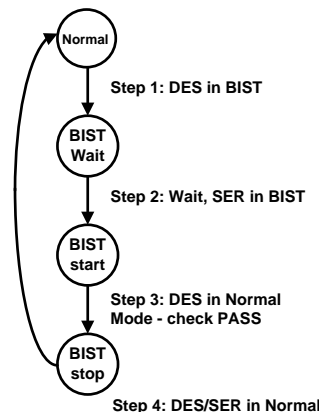 Normal
Step 1: DES in BIST
BIST
Wait
Step 2: Wait, SER in BIST
BIST
start
Step 3: DES in Normal
Mode - check PASS
BIST
stop
Step 4: DES/SER in Normal